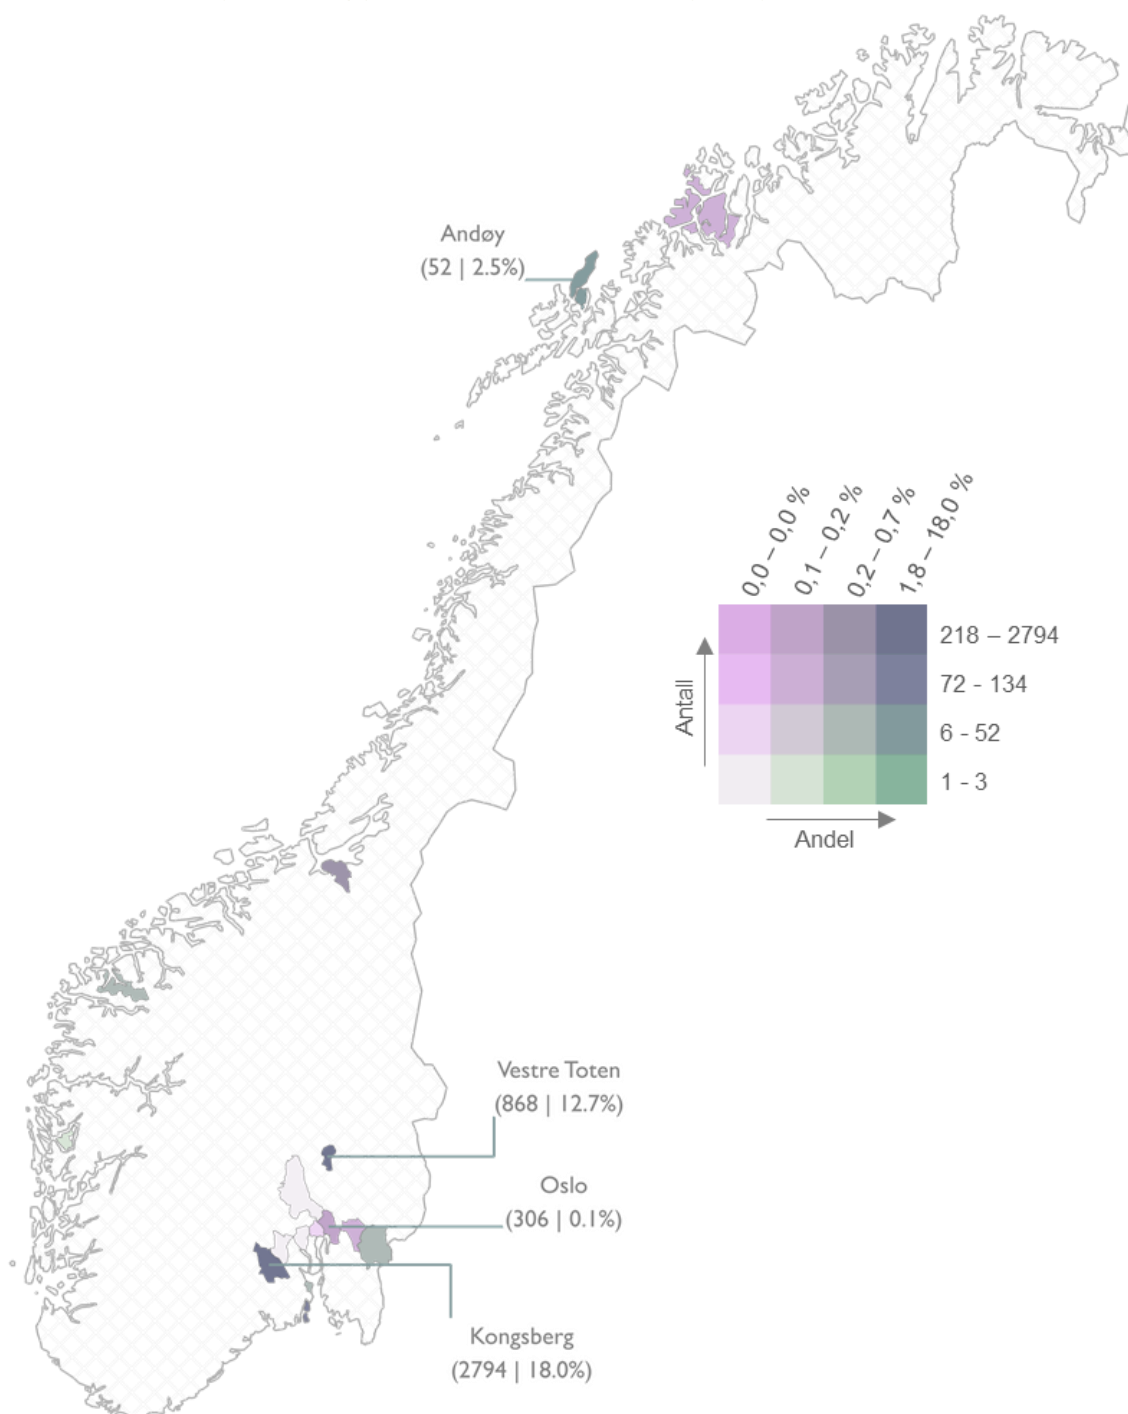 Andøy
(52 | 2.5%)
0,0 – 0,0 %
0,1 – 0,2 %
0,2 – 0,7 %
1,8 – 18,0 %
218 – 2794
72 - 134
6 - 52
1 - 3
Antall
Andel
Vestre Toten
(868 | 12.7%)
Oslo
(306 | 0.1%)
Kongsberg
(2794 | 18.0%)